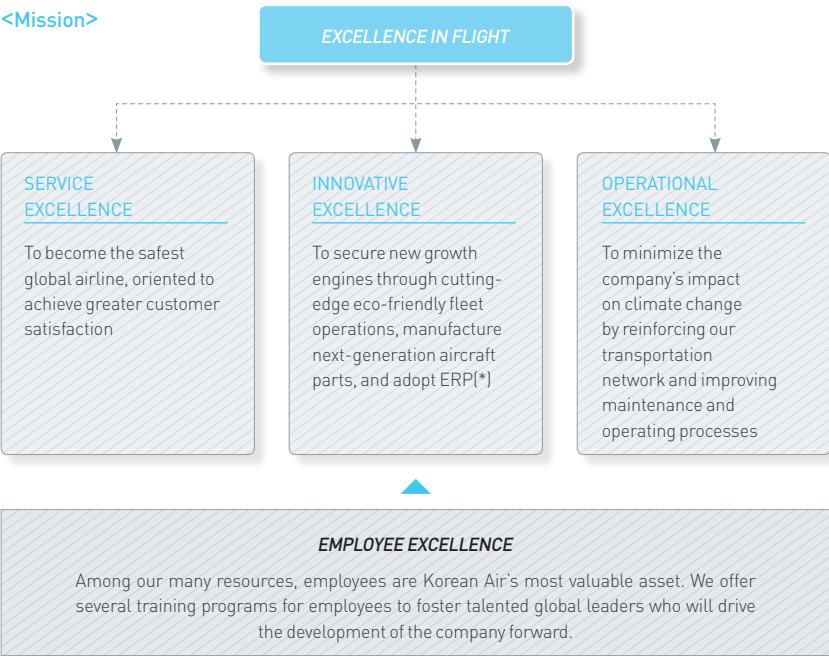 <Mission>
EXCELLENCE IN FLIGHT
SERVICE
EXCELLENCE
To become the safest
global airline, oriented to
achieve greater customer
satisfaction
INNOVATIVE
EXCELLENCE
To secure new growth
engines through cutting-
edge eco-friendly fleet
operations, manufacture
next-generation aircraft
parts, and adopt ERP(*)
OPERATIONAL
EXCELLENCE
To minimize the
company's impact
on climate change
by reinforcing our
transportation
network and improving
maintenance and
operating processes
EMPLOYEE EXCELLENCE
Among our many resources, employees are Korean Air's most valuable asset. We offer
several training programs for employees to foster talented global leaders who will drive
the development of the company forward.